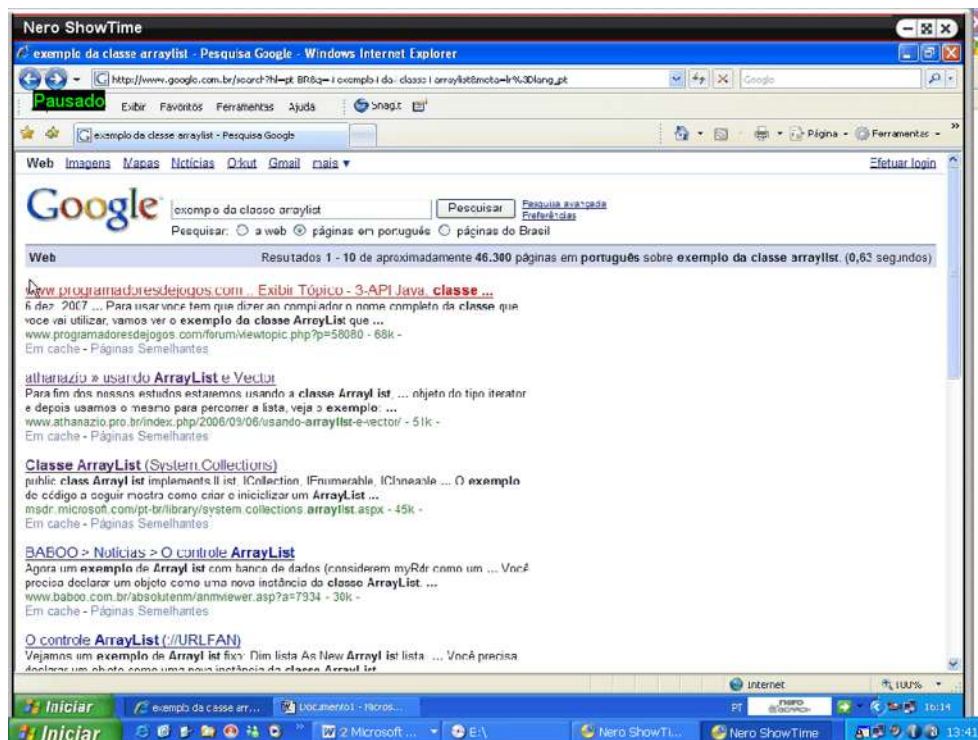 Nero ShowTime
exemplo da classe arraylist - Pesquisa Google - Windows Internet Explorer
Google
Pausado Exibir Favoritos Ferramentas Ajuda SnagIt
exemplo da classe arraylist - Pesquisa Google Página Ferramentas
Web Imagens Mapas Notícias Orkut Gmail mais ▼ Efetuar login
Google exemplo da classe arraylist Pesquisar Pesquisa avançada
Preferências
Pesquisar: a web páginas em português páginas do Brasil
Web Resultados 1 - 10 de aproximadamente 46.300 páginas em português sobre exemplo da classe arraylist. (0,63 segundos)
www.programadoresdejogos.com :: Exibir Tópico - 3-API Java, classe ...
6 dez. 2007 ... Para usar voce tem que dizer ao compilador o nome completo da classe que
voce vai utilizar, vamos ver o exemplo da classe ArrayList que ...
www.programadoresdejogos.com/forum/viewtopic.php?p=58080 - 68k -
Em cache - Páginas Semelhantes
athanazio » usando ArrayList e Vector
Para fim dos nossos estudos estaremos usando a classe ArrayList, ... objeto do tipo iterator
e depois usamos o mesmo para percorrer a lista, veja o exemplo: ...
www.athanazio.pro.br/index.php/2006/09/06/usando-arraylist-e-vector/ - 51k -
Em cache - Páginas Semelhantes
Classe ArrayList (System.Collections)
public class ArrayList implements IList, ICollection, IEnumerable, ICloneable ... O exemplo
de código a seguir mostra como criar e inicializar um ArrayList ...
msdn.microsoft.com/pt-br/library/system.collections.arraylist.aspx - 45k -
Em cache - Páginas Semelhantes
BABOO > Notícias > O controle ArrayList
Agora um exemplo de ArrayList com banco de dados (considerem myRdr como um ... Você
precisa declarar um objeto como uma nova instância da classe ArrayList. ...
www.baboo.com.br/absolutenm/anmviewer.asp?a=7934 - 30k -
Em cache - Páginas Semelhantes
O controle ArrayList (://URLFAN)
Vejamos um exemplo de ArrayList fixo: Dim lista As New ArrayList lista. ... Você precisa
declarar um objeto como uma nova instância da classe ArrayList
Internet 100%
Iniciar exemplo da classe arr... Documento1 - Micros... PT nero SEARCH 16:14
Iniciar 2 Microsoft ... E:\ Nero ShowTi... Nero ShowTime